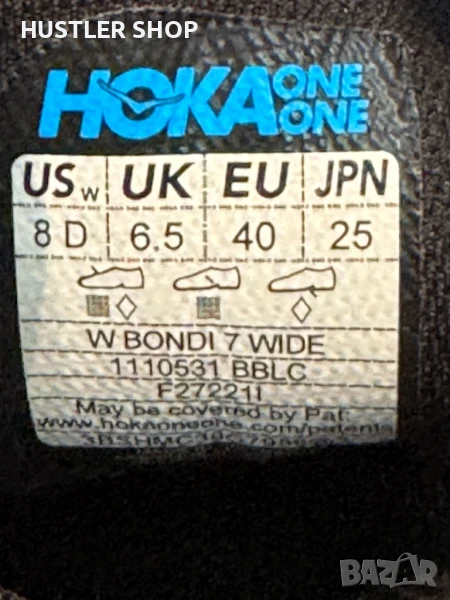 HUSTLER SHOP
HOKA ONE ONE
US W UK EU JPN
8 D 6.5 40 25
W BONDI 7 WIDE
1110531 BBLC
F27221I
May be covered by Pat:
www.hokaoneone.com/patents
BAZAR